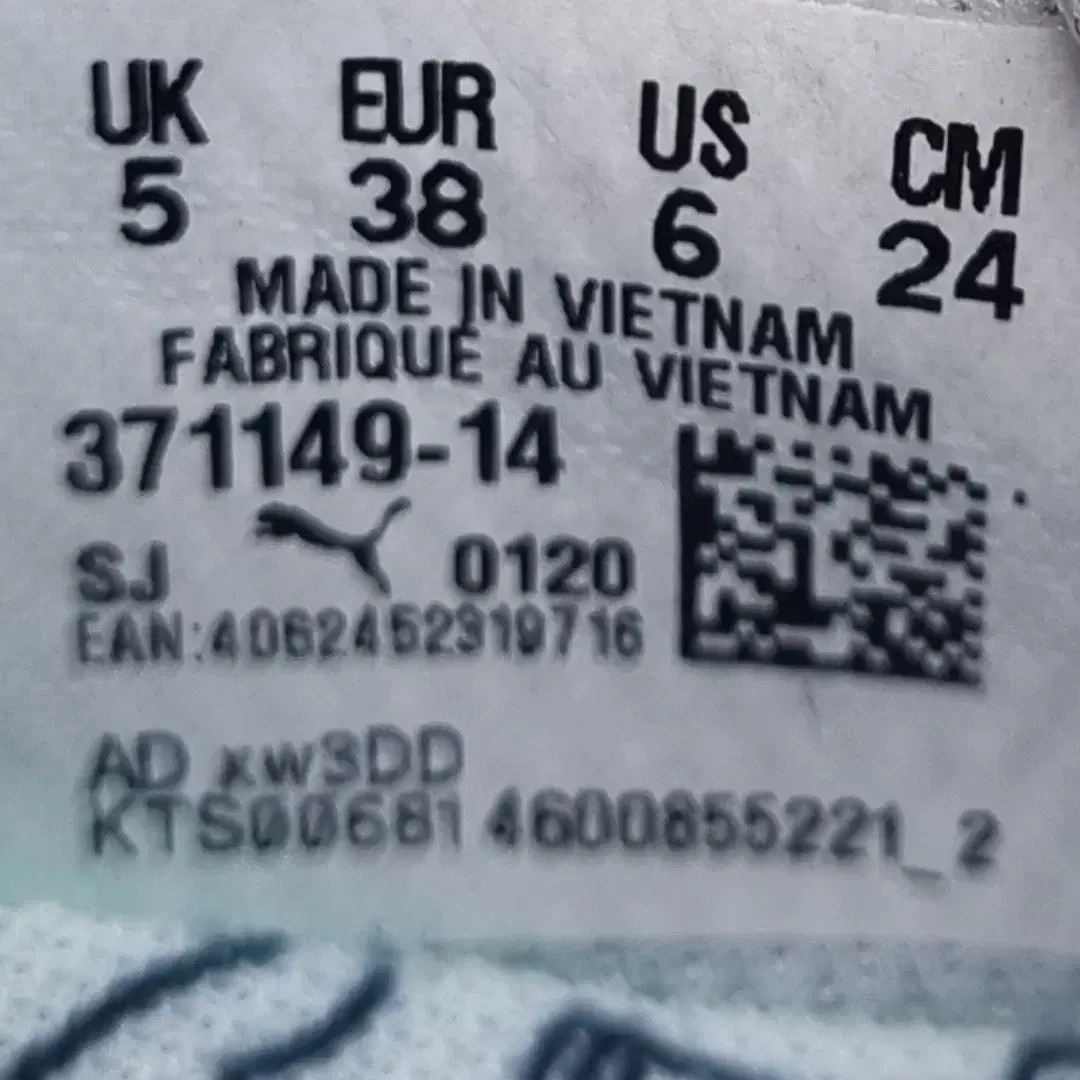 UK EUR US CM
5 38 6 24
MADE IN VIETNAM
FABRIQUE AU VIETNAM
371149-14
SJ 0120
EAN:4062452319716
AD xw3DD
KTS00681 4600855221_2